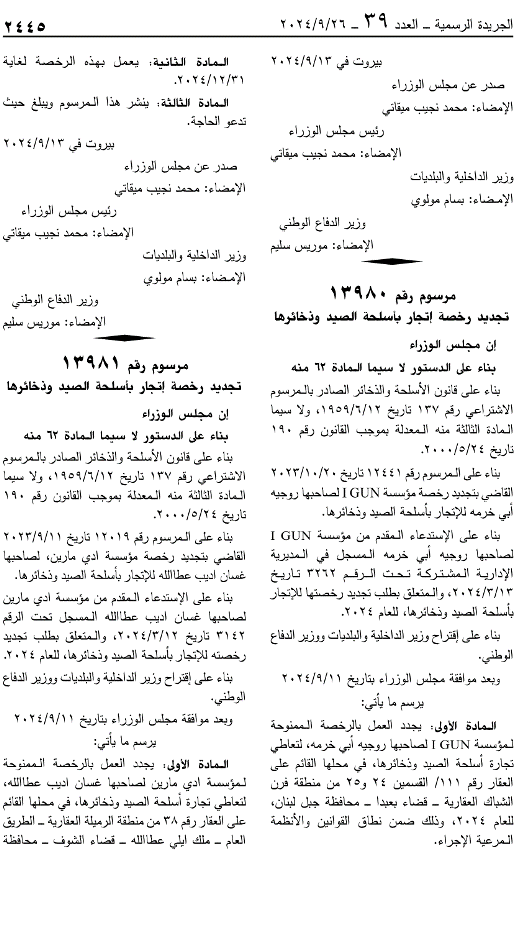 الجريدة الرسمية ــ العدد ٣٩ ــ ٢٠٢٤/٩/٢٦
٢٤٤٥
بيروت في ٢٠٢٤/٩/١٣
صدر عن مجلس الوزراء
الإمضاء: محمد نجيب ميقاتي
رئيس مجلس الوزراء
الإمضاء: محمد نجيب ميقاتي
وزير الداخلية والبلديات
الإمضاء: بسام مولوي
وزير الدفاع الوطني
الإمضاء: موريس سليم
مرسوم رقم ١٣٩٨٠
تجديد رخصة إتجار بأسلحة الصيد وذخائرها
إن مجلس الوزراء
بناء على الدستور لا سيما المادة ٦٢ منه
بناء على قانون الأسلحة والذخائر الصادر بالمرسوم
الاشتراعي رقم ١٣٧ تاريخ ١٩٥٩/٦/١٢، ولا سيما
المادة الثالثة منه المعدلة بموجب القانون رقم ١٩٠
تاريخ ٢٠٠٠/٥/٢٤.
بناء على المرسوم رقم ١٢٤٤١ تاريخ ٢٠٢٣/١٠/٢٠
القاضي بتجديد رخصة مؤسسة I GUN لصاحبها روجيه
أبي خرمه للإتجار بأسلحة الصيد وذخائرها.
بناء على الإستدعاء المقدم من مؤسسة I GUN
لصاحبها روجيه أبي خرمه المسجل في المديرية
الإدارية المشتركة تحت الرقم ٣٢٦٢ تاريخ
٢٠٢٤/٣/١٣، والمتعلق بطلب تجديد رخصتها للإتجار
بأسلحة الصيد وذخائرها، للعام ٢٠٢٤.
بناء على إقتراح وزير الداخلية والبلديات ووزير الدفاع
الوطني.
وبعد موافقة مجلس الوزراء بتاريخ ٢٠٢٤/٩/١١
يرسم ما يأتي:
المادة الأولى: يجدد العمل بالرخصة الممنوحة
لمؤسسة I GUN لصاحبها روجيه أبي خرمه، لتعاطي
تجارة أسلحة الصيد وذخائرها، في محلها القائم على
العقار رقم ١١١/ القسمين ٢٤ و٢٥ من منطقة فرن
الشباك العقارية ــ قضاء بعبدا ــ محافظة جبل لبنان،
للعام ٢٠٢٤، وذلك ضمن نطاق القوانين والأنظمة
المرعية الإجراء.
المادة الثانية: يعمل بهذه الرخصة لغاية
٢٠٢٤/١٢/٣١.
المادة الثالثة: ينشر هذا المرسوم ويبلغ حيث
تدعو الحاجة.
بيروت في ٢٠٢٤/٩/١٣
صدر عن مجلس الوزراء
الإمضاء: محمد نجيب ميقاتي
رئيس مجلس الوزراء
الإمضاء: محمد نجيب ميقاتي
وزير الداخلية والبلديات
الإمضاء: بسام مولوي
وزير الدفاع الوطني
الإمضاء: موريس سليم
مرسوم رقم ١٣٩٨١
تجديد رخصة إتجار بأسلحة الصيد وذخائرها
إن مجلس الوزراء
بناء على الدستور لا سيما المادة ٦٢ منه
بناء على قانون الأسلحة والذخائر الصادر بالمرسوم
الاشتراعي رقم ١٣٧ تاريخ ١٩٥٩/٦/١٢، ولا سيما
المادة الثالثة منه المعدلة بموجب القانون رقم ١٩٠
تاريخ ٢٠٠٠/٥/٢٤.
بناء على المرسوم رقم ١٢٠١٩ تاريخ ٢٠٢٣/٩/١١
القاضي بتجديد رخصة مؤسسة ادي مارين، لصاحبها
غسان اديب عطاالله للإتجار بأسلحة الصيد وذخائرها.
بناء على الإستدعاء المقدم من مؤسسة ادي مارين
لصاحبها غسان اديب عطاالله المسجل تحت الرقم
٣١٤٢ تاريخ ٢٠٢٤/٣/١٢، والمتعلق بطلب تجديد
رخصته للإتجار بأسلحة الصيد وذخائرها، للعام ٢٠٢٤.
بناء على إقتراح وزير الداخلية والبلديات ووزير الدفاع
الوطني.
وبعد موافقة مجلس الوزراء بتاريخ ٢٠٢٤/٩/١١
يرسم ما يأتي:
المادة الأولى: يجدد العمل بالرخصة الممنوحة
لمؤسسة ادي مارين لصاحبها غسان اديب عطاالله،
لتعاطي تجارة أسلحة الصيد وذخائرها، في محلها القائم
على العقار رقم ٣٨ من منطقة الرميلة العقارية ــ الطريق
العام ــ ملك ايلي عطاالله ــ قضاء الشوف ــ محافظة